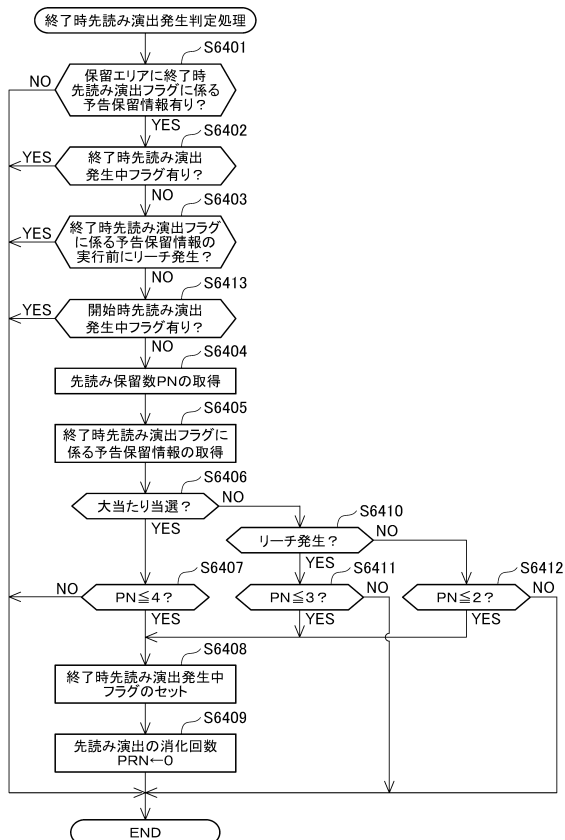 終了時先読み演出発生判定処理
S6401
保留エリアに終了時
先読み演出フラグに係る
予告保留情報有り？
NO
YES
S6402
終了時先読み演出
発生中フラグ有り？
YES
NO
S6403
終了時先読み演出フラグ
に係る予告保留情報の
実行前にリーチ発生？
YES
NO
S6413
開始時先読み演出
発生中フラグ有り？
YES
NO
S6404
先読み保留数PNの取得
S6405
終了時先読み演出フラグに
係る予告保留情報の取得
S6406
大当たり当選？
NO
YES
S6410
リーチ発生？
NO
YES
S6407
PN≦4？
NO
YES
S6411
PN≦3？
NO
YES
S6412
PN≦2？
NO
YES
S6408
終了時先読み演出発生中
フラグのセット
S6409
先読み演出の消化回数
PRN←0
END